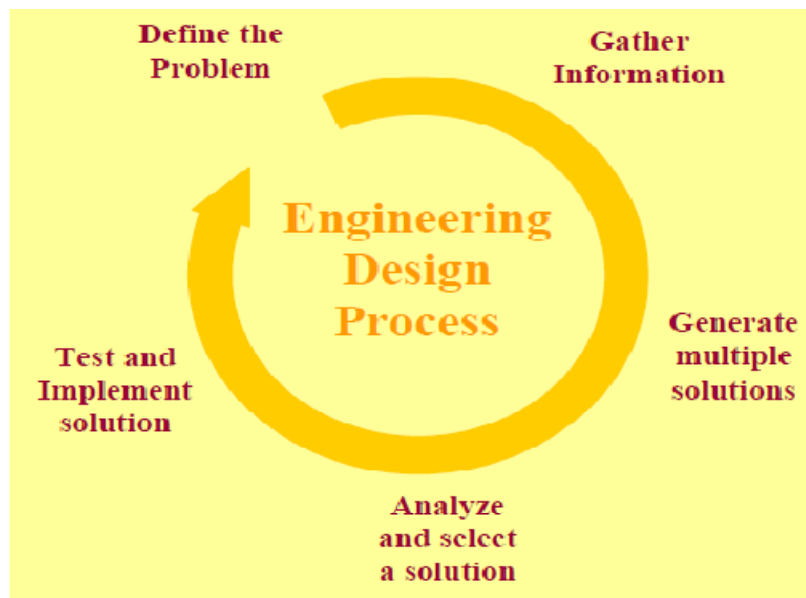 Define the
Problem
Gather
Information
Engineering
Design
Process
Generate
multiple
solutions
Test and
Implement
solution
Analyze
and select
a solution